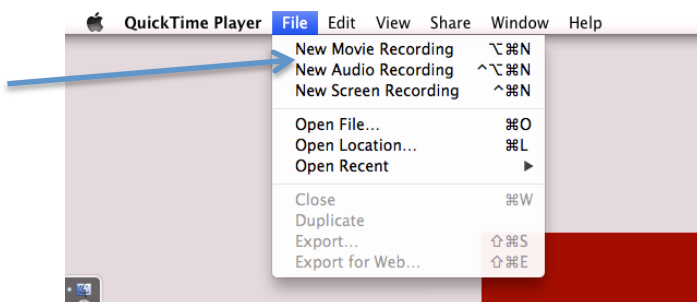 QuickTime Player File Edit View Share Window Help
New Movie Recording ⌥⌘N
New Audio Recording ^⌥⌘N
New Screen Recording ^⌘N
Open File... ⌘O
Open Location... ⌘L
Open Recent ▶
Close ⌘W
Duplicate
Export... ⇧⌘S
Export for Web... ⇧⌘E